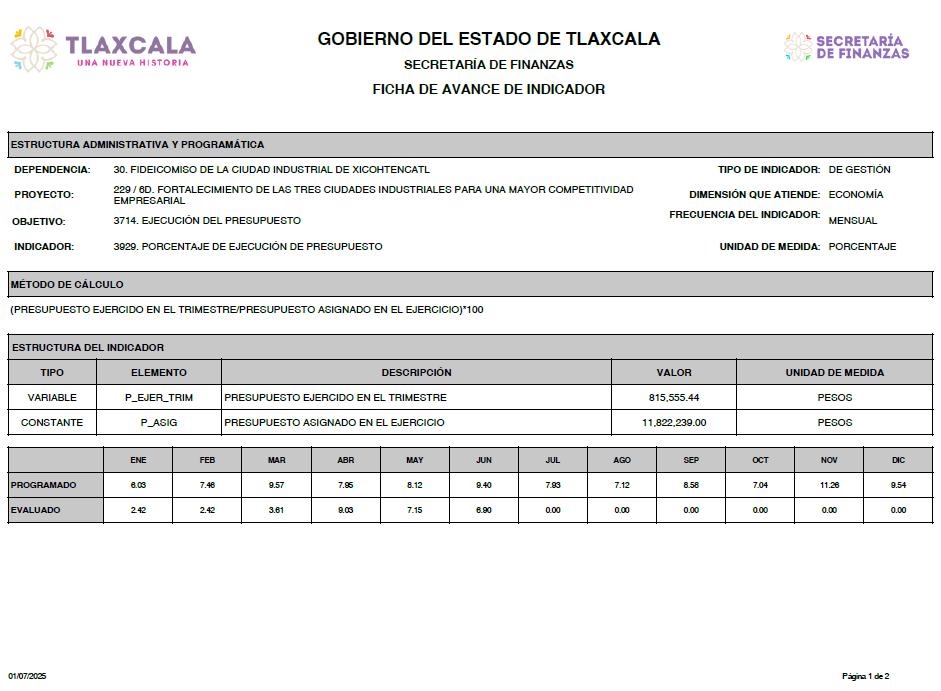 TLAXCALA
UNA NUEVA HISTORIA
GOBIERNO DEL ESTADO DE TLAXCALA
SECRETARÍA DE FINANZAS
FICHA DE AVANCE DE INDICADOR
SECRETARÍA
DE FINANZAS
ESTRUCTURA ADMINISTRATIVA Y PROGRAMÁTICA
DEPENDENCIA: 30. FIDEICOMISO DE LA CIUDAD INDUSTRIAL DE XICOHTENCATL TIPO DE INDICADOR: DE GESTIÓN
PROYECTO: 229 / 6D. FORTALECIMIENTO DE LAS TRES CIUDADES INDUSTRIALES PARA UNA MAYOR COMPETITIVIDAD
EMPRESARIAL DIMENSIÓN QUE ATIENDE: ECONOMÍA
OBJETIVO: 3714. EJECUCIÓN DEL PRESUPUESTO FRECUENCIA DEL INDICADOR: MENSUAL
INDICADOR: 3929. PORCENTAJE DE EJECUCIÓN DE PRESUPUESTO UNIDAD DE MEDIDA: PORCENTAJE
MÉTODO DE CÁLCULO
(PRESUPUESTO EJERCIDO EN EL TRIMESTRE/PRESUPUESTO ASIGNADO EN EL EJERCICIO)*100
ESTRUCTURA DEL INDICADOR
TIPO ELEMENTO DESCRIPCIÓN VALOR UNIDAD DE MEDIDA
VARIABLE P_EJER_TRIM PRESUPUESTO EJERCIDO EN EL TRIMESTRE 815,555.44 PESOS
CONSTANTE P_ASIG PRESUPUESTO ASIGNADO EN EL EJERCICIO 11,822,239.00 PESOS
ENE FEB MAR ABR MAY JUN JUL AGO SEP OCT NOV DIC
PROGRAMADO 6.03 7.46 9.57 7.95 8.12 9.40 7.93 7.12 8.58 7.04 11.26 9.54
EVALUADO 2.42 2.42 3.61 9.03 7.15 6.90 0.00 0.00 0.00 0.00 0.00 0.00
01/07/2025 Página 1 de 2